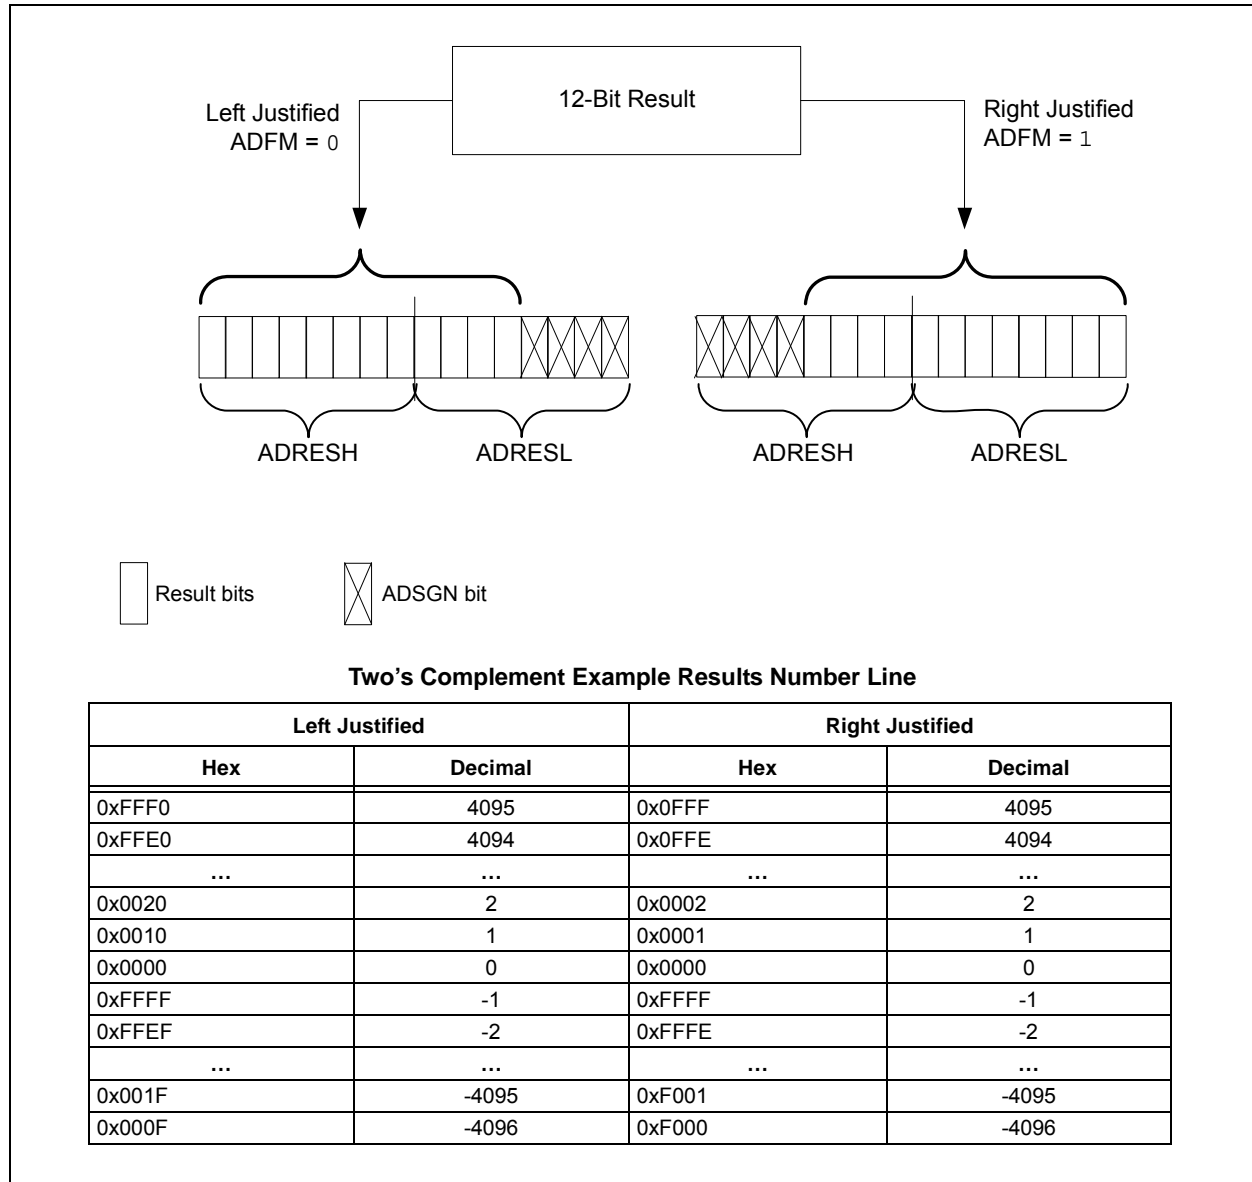 12-Bit Result
Left Justified
ADFM = 0
Right Justified
ADFM = 1
ADRESH ADRESL ADRESH ADRESL
Result bits ADSGN bit
Two's Complement Example Results Number Line
Left Justified Right Justified
Hex Decimal Hex Decimal
0xFFF0 4095 0x0FFF 4095
0xFFE0 4094 0x0FFE 4094
… … … …
0x0020 2 0x0002 2
0x0010 1 0x0001 1
0x0000 0 0x0000 0
0xFFFF -1 0xFFFF -1
0xFFEF -2 0xFFFE -2
… … … …
0x001F -4095 0xF001 -4095
0x000F -4096 0xF000 -4096